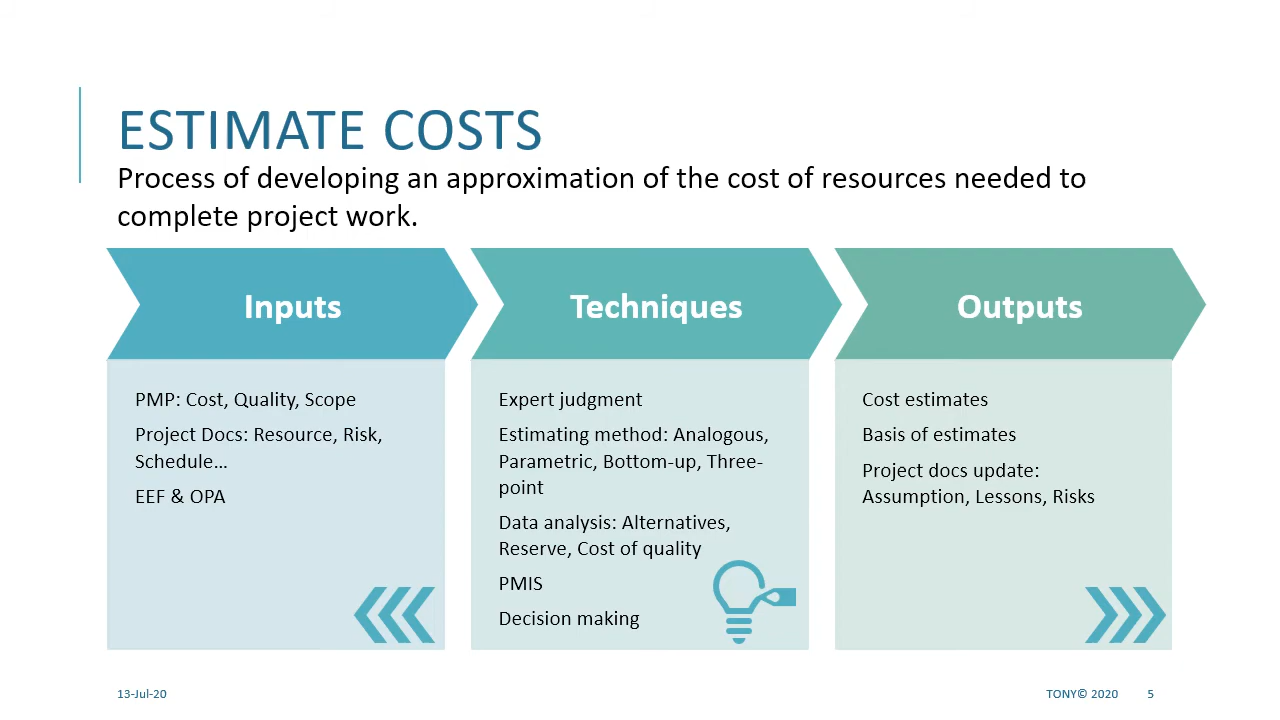 ESTIMATE COSTS
Process of developing an approximation of the cost of resources needed to
complete project work.
Inputs
PMP: Cost, Quality, Scope
Project Docs: Resource, Risk,
Schedule…
EEF & OPA
Techniques
Expert judgment
Estimating method: Analogous,
Parametric, Bottom-up, Three-
point
Data analysis: Alternatives,
Reserve, Cost of quality
PMIS
Decision making
Outputs
Cost estimates
Basis of estimates
Project docs update:
Assumption, Lessons, Risks
13-Jul-20
TONY© 2020
5